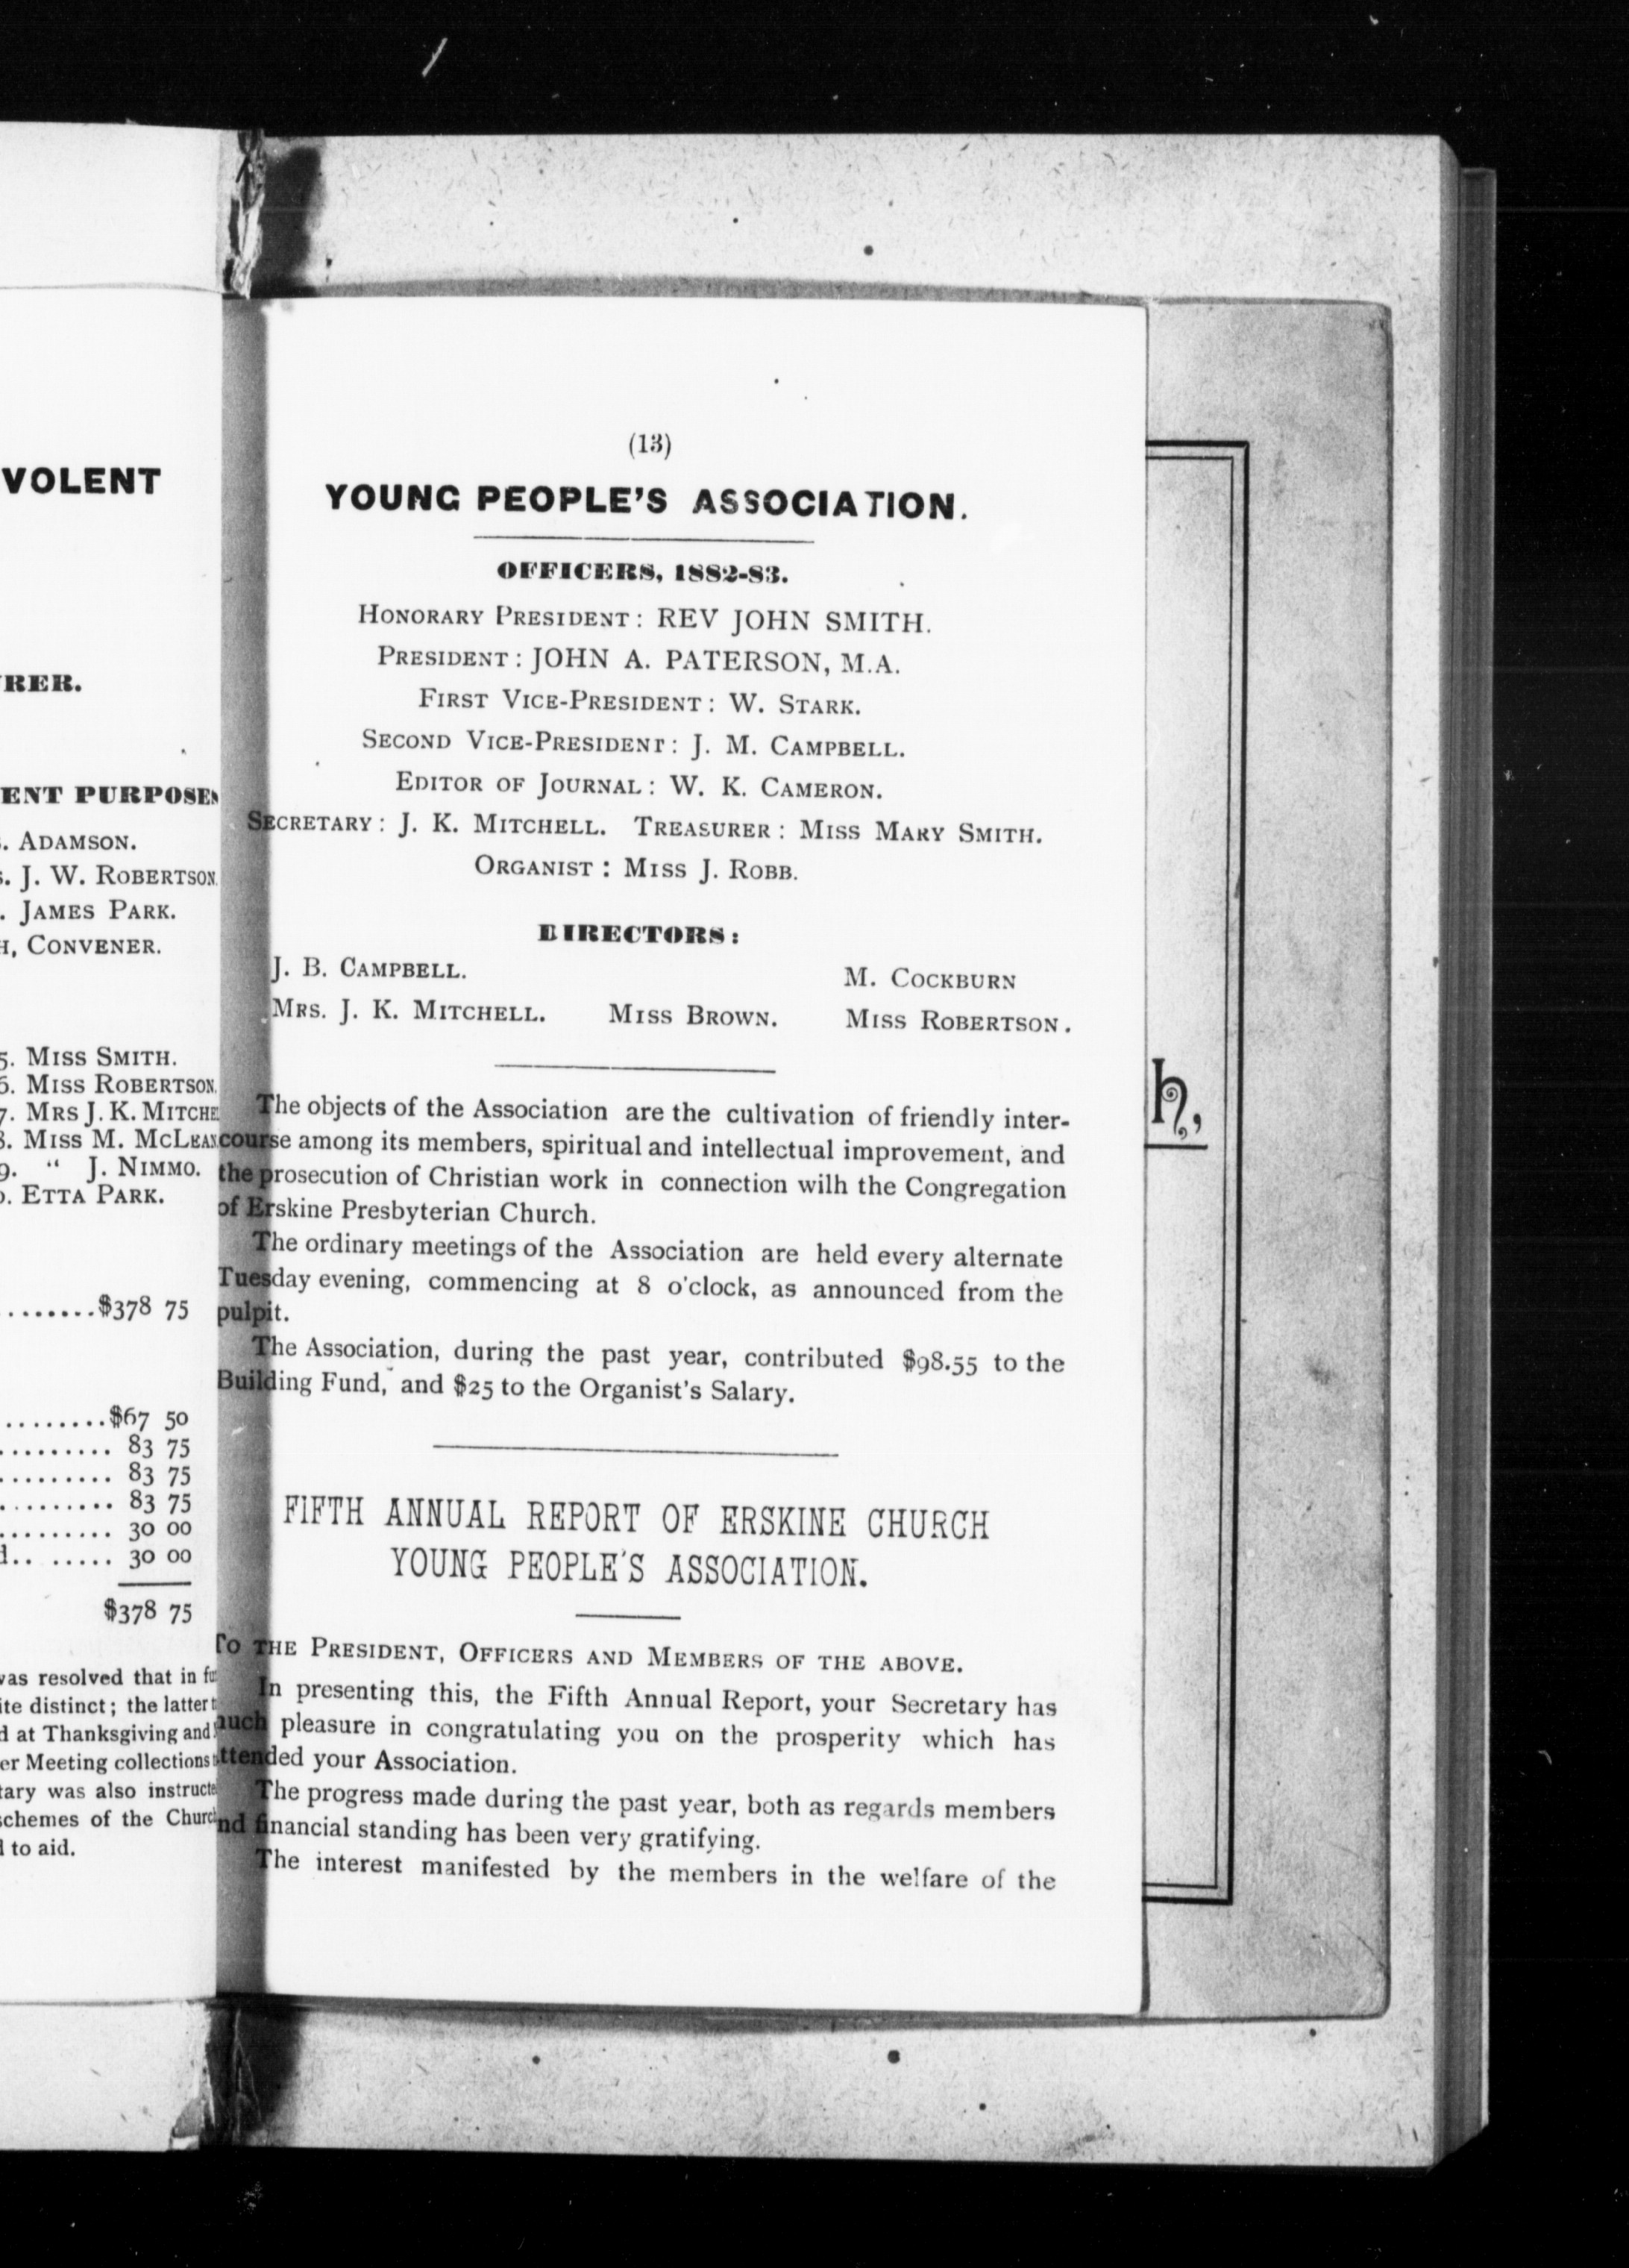 VOLENT
RER.
ENT PURPOSES
. ADAMSON.
s. J. W. ROBERTSON.
. JAMES PARK.
H, CONVENER.
5. MISS SMITH.
6. MISS ROBERTSON.
7. MRS J. K. MITCHE
8. MISS M. MCLEAN
9. " J. NIMMO.
0. ETTA PARK.
........$378 75
........$67 50
......... 83 75
......... 83 75
......... 83 75
......... 30 00
d.. ...... 30 00
$378 75
was resolved that in fu
ite distinct; the latter t
d at Thanksgiving and
er Meeting collections
tary was also instructe
schemes of the Church
d to aid.
(13)
YOUNG PEOPLE'S ASSOCIATION.
OFFICERS, 1882-83.
HONORARY PRESIDENT: REV JOHN SMITH.
PRESIDENT: JOHN A. PATERSON, M.A.
FIRST VICE-PRESIDENT: W. STARK.
SECOND VICE-PRESIDENT: J. M. CAMPBELL.
EDITOR OF JOURNAL: W. K. CAMERON.
SECRETARY: J. K. MITCHELL. TREASURER: MISS MARY SMITH.
ORGANIST: MISS J. ROBB.
DIRECTORS:
J. B. CAMPBELL. M. COCKBURN
MRS. J. K. MITCHELL. MISS BROWN. MISS ROBERTSON.
The objects of the Association are the cultivation of friendly inter-
course among its members, spiritual and intellectual improvement, and
the prosecution of Christian work in connection wilh the Congregation
of Erskine Presbyterian Church.
The ordinary meetings of the Association are held every alternate
Tuesday evening, commencing at 8 o'clock, as announced from the
pulpit.
The Association, during the past year, contributed $98.55 to the
Building Fund, and $25 to the Organist's Salary.
FIFTH ANNUAL REPORT OF ERSKINE CHURCH
YOUNG PEOPLE'S ASSOCIATION.
TO THE PRESIDENT, OFFICERS AND MEMBERS OF THE ABOVE.
In presenting this, the Fifth Annual Report, your Secretary has
much pleasure in congratulating you on the prosperity which has
ttended your Association.
The progress made during the past year, both as regards members
nd financial standing has been very gratifying.
The interest manifested by the members in the welfare of the
h,